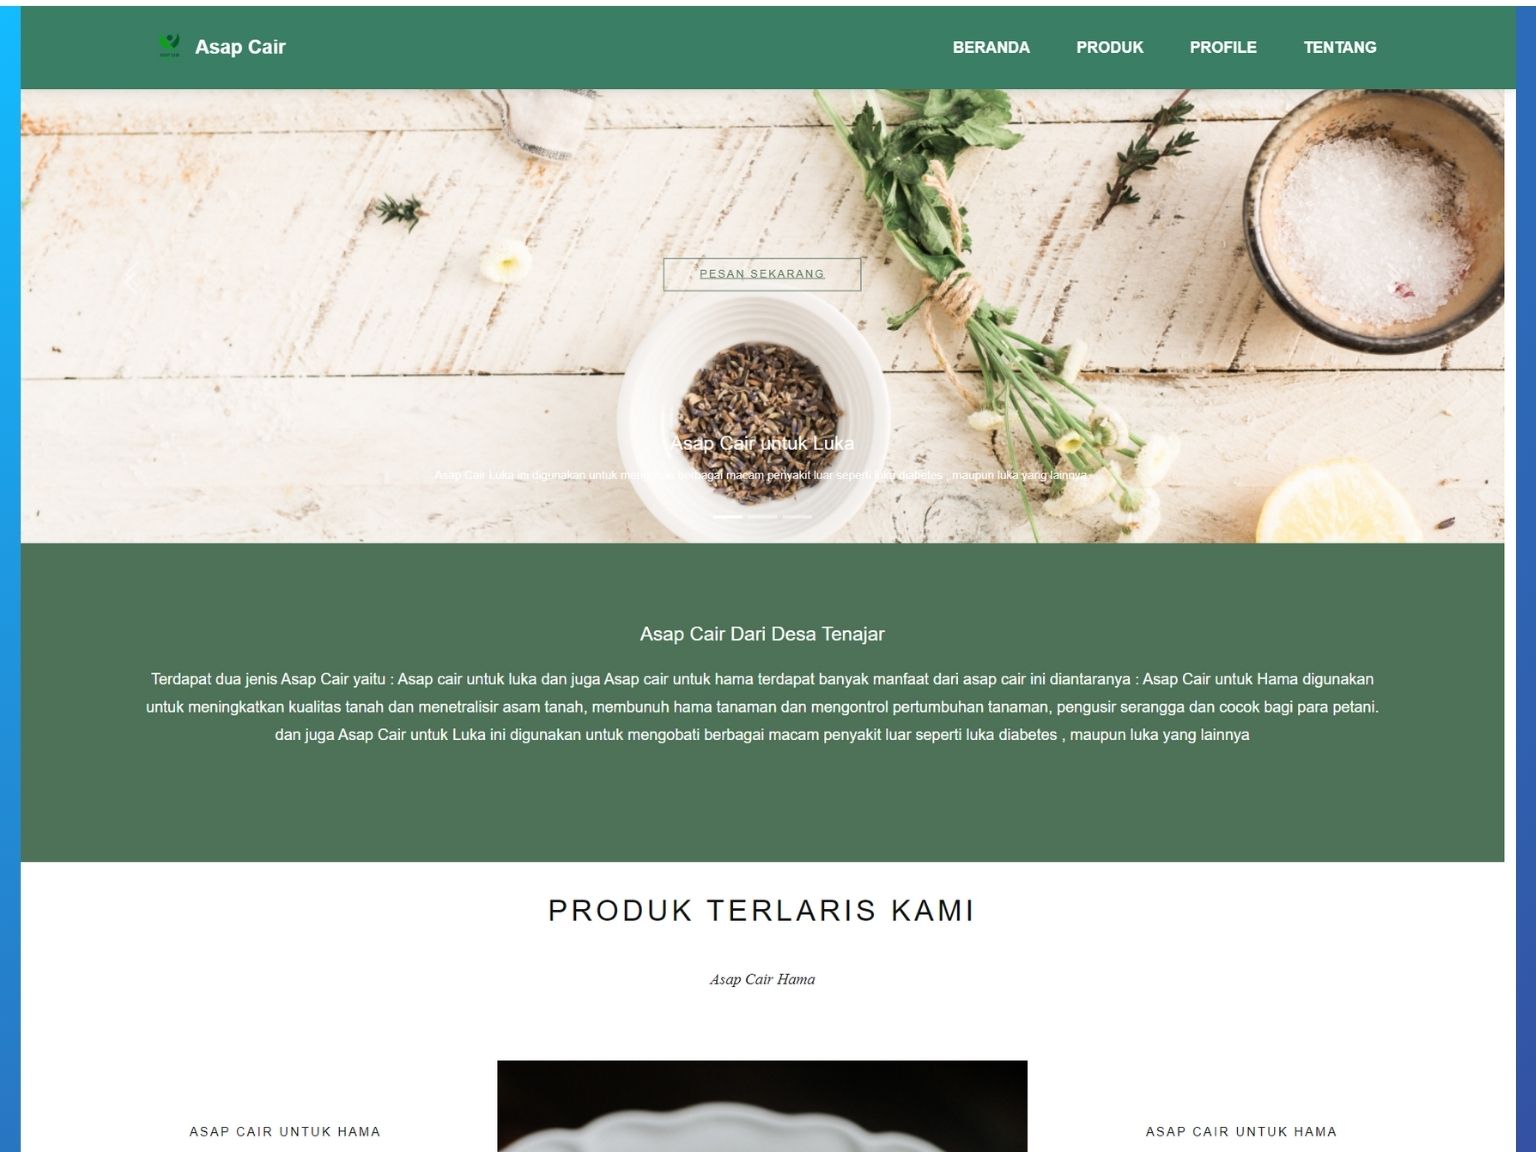 Asap Cair
BERANDA PRODUK PROFILE TENTANG
PESAN SEKARANG
Asap Cair untuk Luka
Asap Cair Luka ini digunakan untuk berbagai macam penyakit luar seperti luka diabetes , maupun luka yang lainnya
Asap Cair Dari Desa Tenajar
Terdapat dua jenis Asap Cair yaitu : Asap cair untuk luka dan juga Asap cair untuk hama terdapat banyak manfaat dari asap cair ini diantaranya : Asap Cair untuk Hama digunakan
untuk meningkatkan kualitas tanah dan menetralisir asam tanah, membunuh hama tanaman dan mengontrol pertumbuhan tanaman, pengusir serangga dan cocok bagi para petani.
dan juga Asap Cair untuk Luka ini digunakan untuk mengobati berbagai macam penyakit luar seperti luka diabetes , maupun luka yang lainnya
PRODUK TERLARIS KAMI
Asap Cair Hama
ASAP CAIR UNTUK HAMA
ASAP CAIR UNTUK HAMA